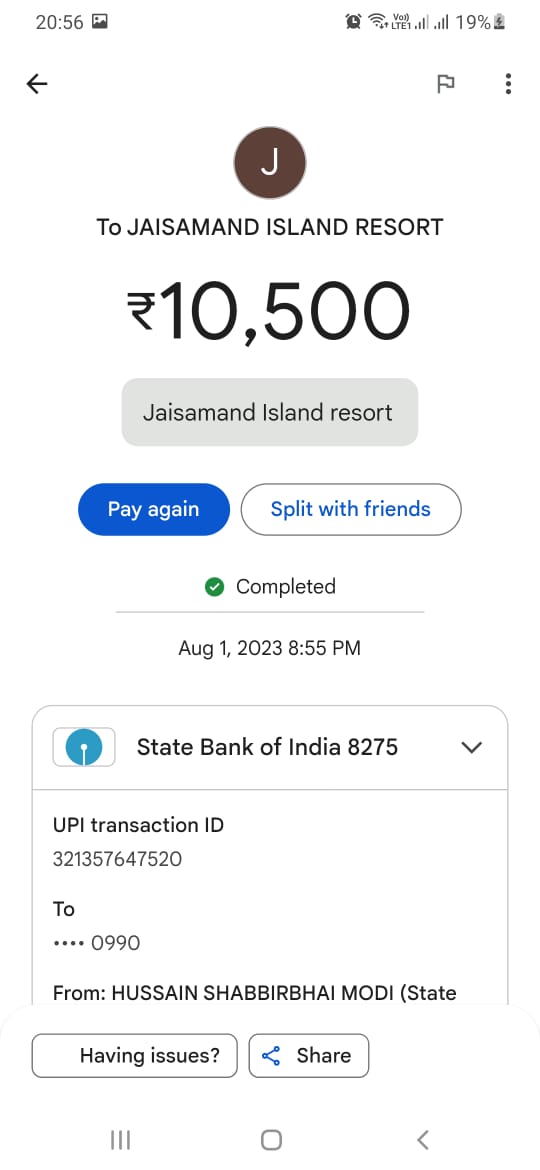 20:56
Vo)) LTE1 19%
J
To JAISAMAND ISLAND RESORT
₹10,500
Jaisamand Island resort
Pay again Split with friends
Completed
Aug 1, 2023 8:55 PM
State Bank of India 8275
UPI transaction ID
321357647520
To
•••• 0990
From: HUSSAIN SHABBIRBHAI MODI (State
Having issues? Share